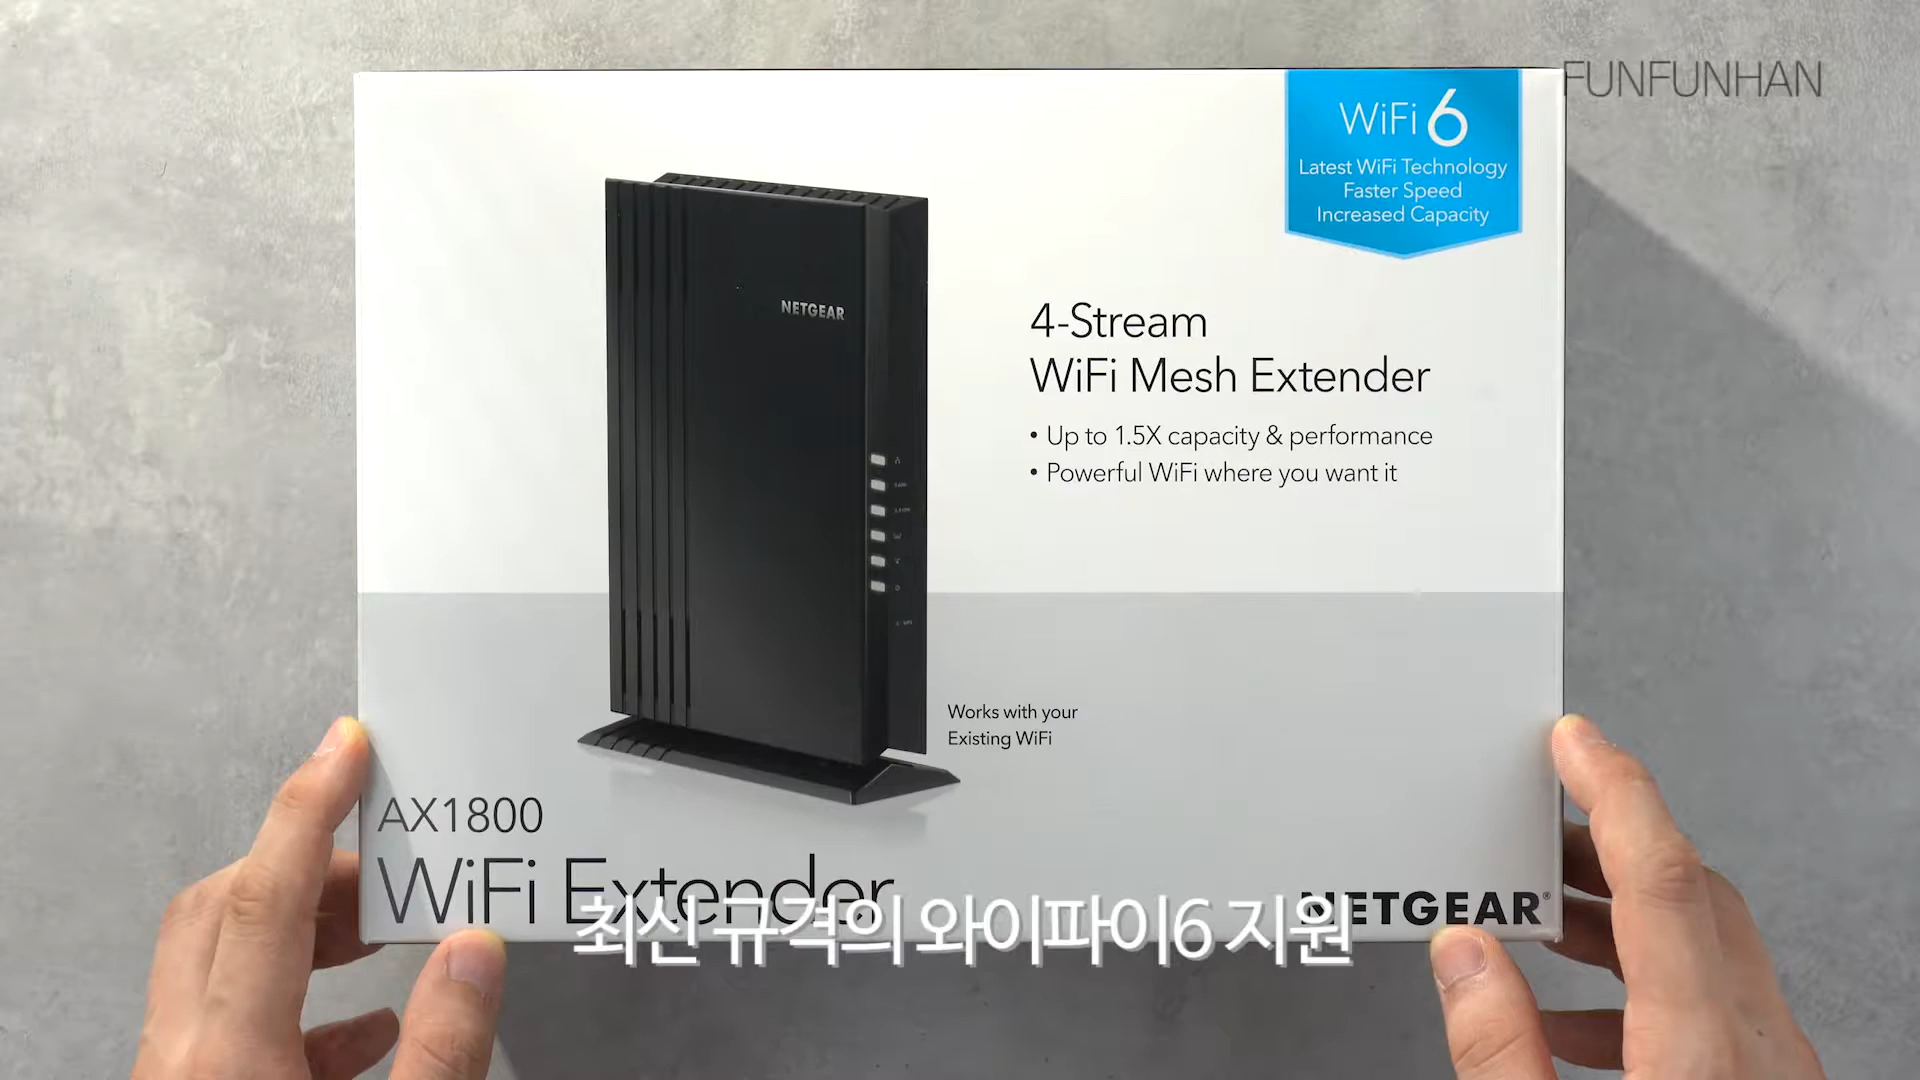 FUNFUNHAN
WiFi 6
Latest WiFi Technology
Faster Speed
Increased Capacity
NETGEAR
4-Stream
WiFi Mesh Extender
• Up to 1.5X capacity & performance
• Powerful WiFi where you want it
Works with your
Existing WiFi
AX1800
WiFi Extender
NETGEAR®
최신 규격의 와이파이6 지원